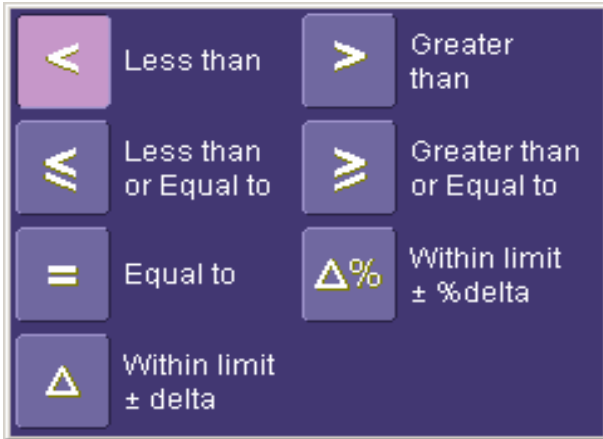 < Less than
> Greater
than
≤ Less than
or Equal to
≥ Greater than
or Equal to
= Equal to
Δ% Within limit
± %delta
Δ Within limit
± delta